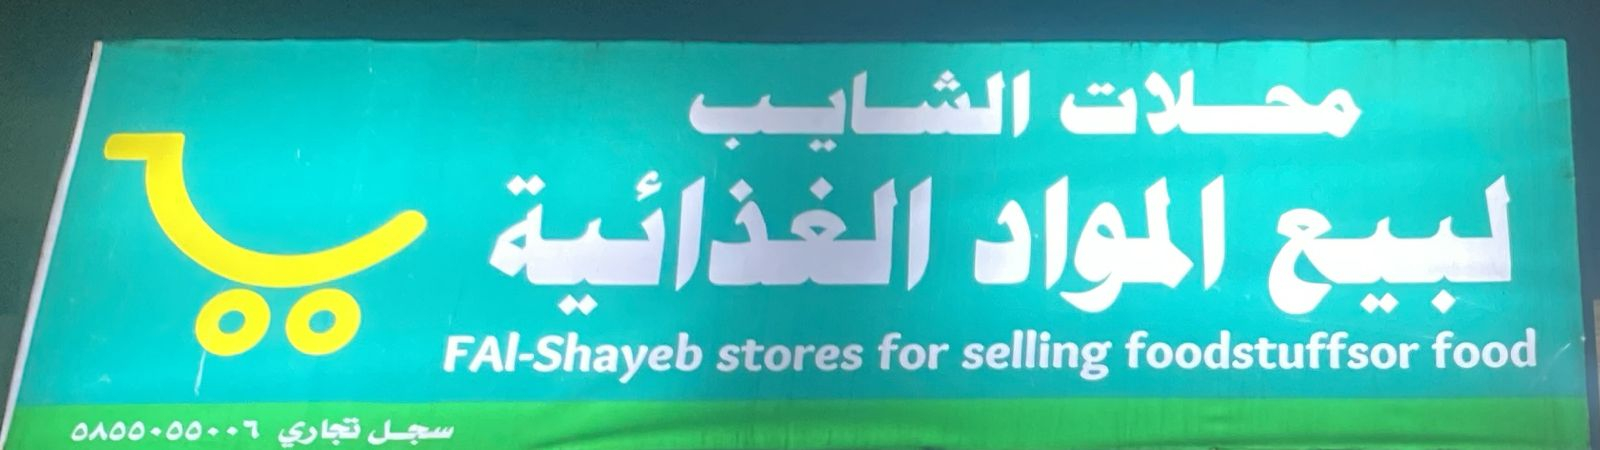 محلات الشايب
لبيع المواد الغذائية
FAl-Shayeb stores for selling foodstuffsor food
سجل تجاري ٥٨٥٥٠٥٥٠٠٦